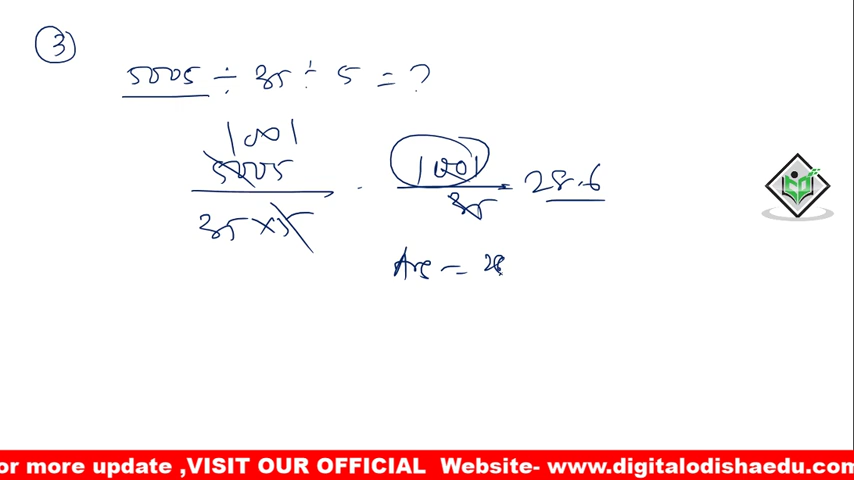 3
5005 ÷ 35 ÷ 5 = ?
1001
5005
35 × 5
1001
35
= 28.6
Ans = 28
or more update ,VISIT OUR OFFICIAL Website- www.digitalodishaedu.com